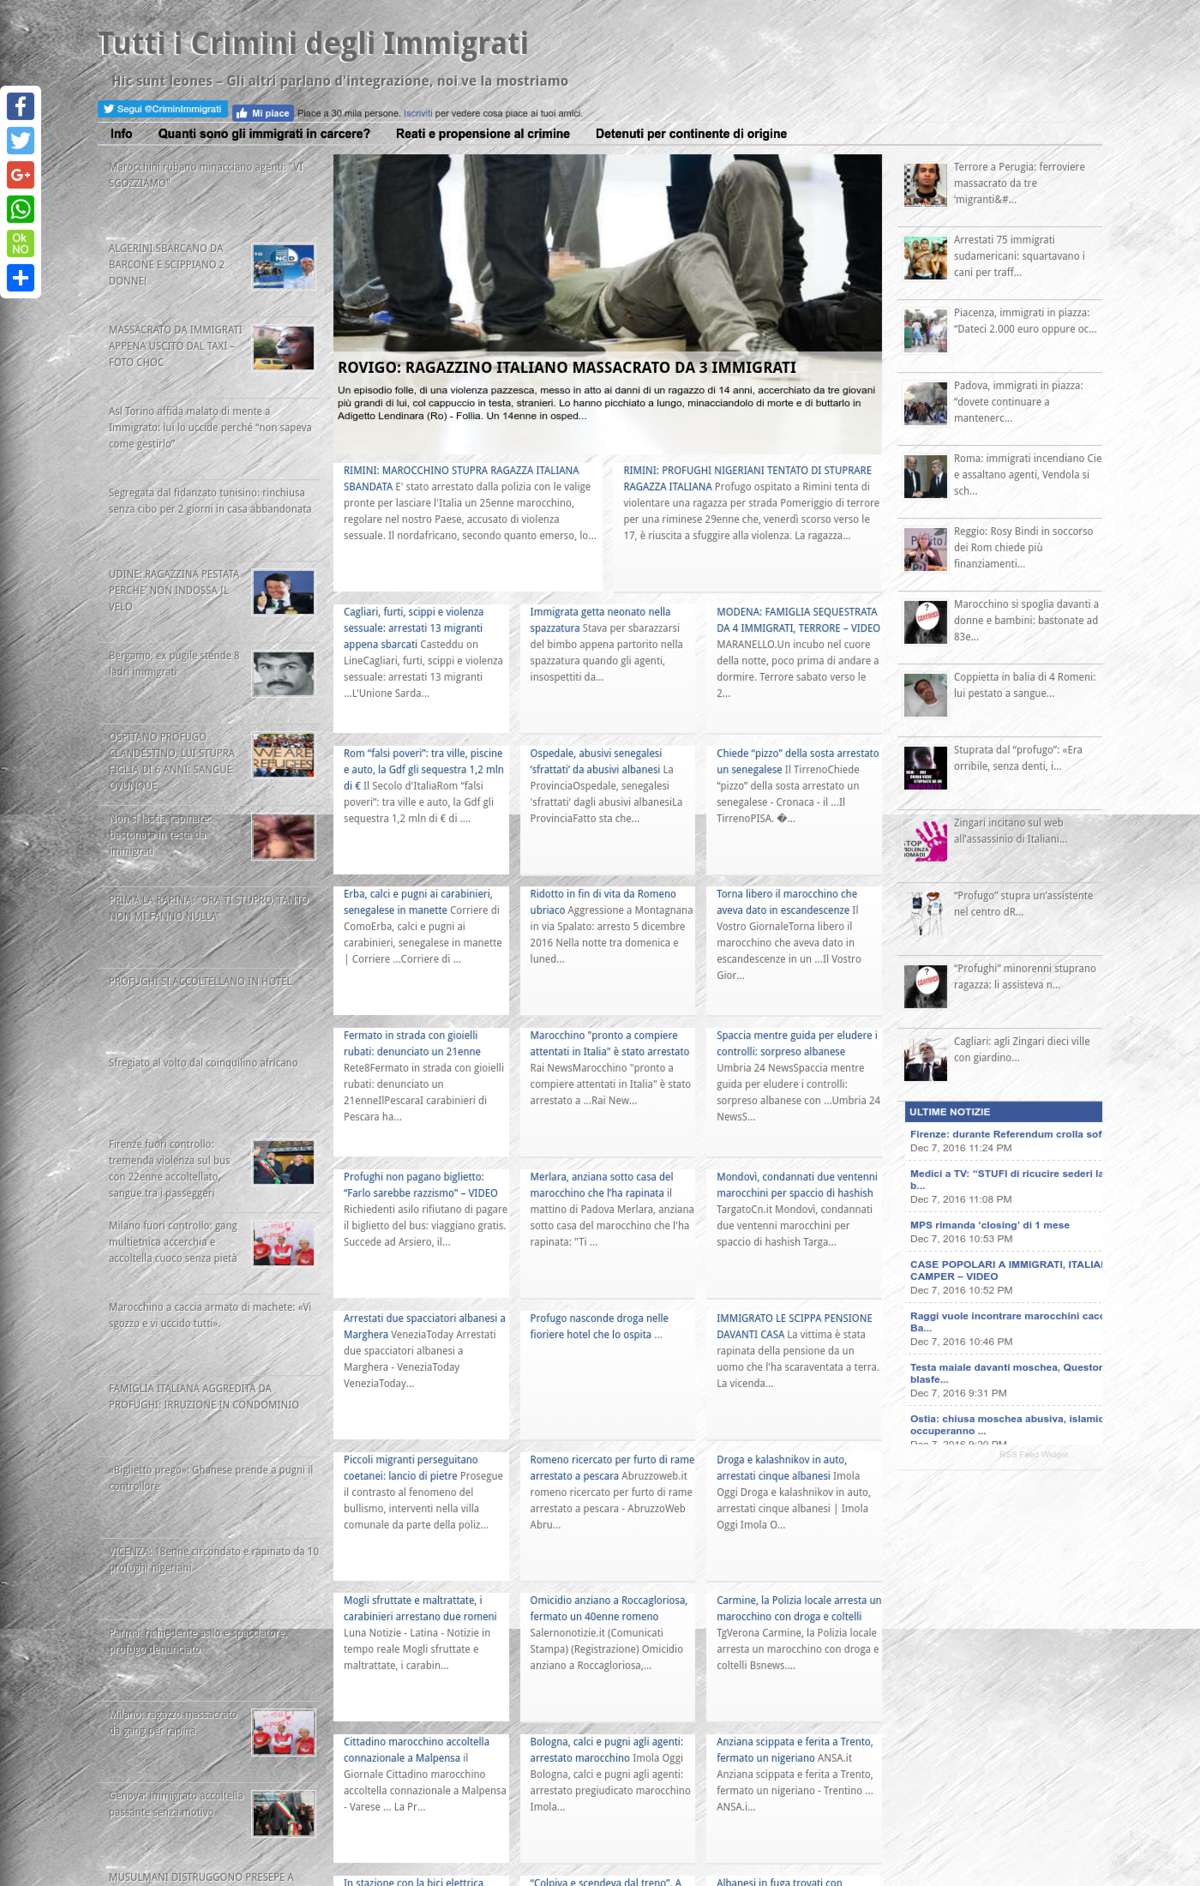 Tutti i Crimini degli Immigrati
Hic sunt leones – Gli altri parlano d'integrazione, noi ve la mostriamo
Segui @CriminImmigrati
Mi piace
Piace a 30 mila persone. Iscriviti per vedere cosa piace ai tuoi amici.
Info
Quanti sono gli immigrati in carcere?
Reati e propensione al crimine
Detenuti per continente di origine
Ok
NO
Marocchini rubano minacciano agenti: "VI
SGOZZIAMO"
ALGERINI SBARCANO DA
BARCONE E SCIPPIANO 2
DONNE!
MASSACRATO DA IMMIGRATI
APPENA USCITO DAL TAXI –
FOTO CHOC
Asl Torino affida malato di mente a
Immigrato: lui lo uccide perché “non sapeva
come gestirlo”
Segregata dal fidanzato tunisino: rinchiusa
senza cibo per 2 giorni in casa abbandonata
UDINE: RAGAZZINA PESTATA
PERCHE' NON INDOSSA IL
VELO
Bergamo: ex pugile stende 8
ladri immigrati
OSPITANO PROFUGO
CLANDESTINO, LUI STUPRA
FIGLIA DI 6 ANNI: SANGUE
OVUNQUE
WE ARE
REFUGEES
Non si lascia rapinare:
bastonata in testa da
immigrati
PRIMA LA RAPINA: “ORA TI STUPRO TANTO
NON MI FANNO NULLA”
PROFUGHI SI ACCOLTELLANO IN HOTEL
Sfregiato al volto dal coinquilino africano
Firenze fuori controllo:
tremenda violenza sul bus
con 22enne accoltellato,
sangue tra i passeggeri
Milano fuori controllo: gang
multietnica accerchia e
accoltella cuoco senza pietà
Marocchino a caccia armato di machete: «Vi
sgozzo e vi uccido tutti».
FAMIGLIA ITALIANA AGGREDITA DA
PROFUGHI: IRRUZIONE IN CONDOMINIO
«Biglietto prego»: Ghanese prende a pugni il
controllore
VICENZA: 18enne circondato e rapinato da 10
profughi nigeriani
Parma: richiedente asilo e spacciatore,
profugo denunciato
Milano: ragazzo massacrato
da gang per rapina
Genova: immigrato accoltella
passante senza motivo
MUSULMANI DISTRUGGONO PRESEPE A
ROVIGO: RAGAZZINO ITALIANO MASSACRATO DA 3 IMMIGRATI
Un episodio folle, di una violenza pazzesca, messo in atto ai danni di un ragazzo di 14 anni, accerchiato da tre giovani
più grandi di lui, col cappuccio in testa, stranieri. Lo hanno picchiato a lungo, minacciandolo di morte e di buttarlo in
Adigetto Lendinara (Ro) - Follia. Un 14enne in osped...
RIMINI: MAROCCHINO STUPRA RAGAZZA ITALIANA
SBANDATA E' stato arrestato dalla polizia con le valige
pronte per lasciare l'Italia un 25enne marocchino,
regolare nel nostro Paese, accusato di violenza
sessuale. Il nordafricano, secondo quanto emerso, lo...
RIMINI: PROFUGHI NIGERIANI TENTATO DI STUPRARE
RAGAZZA ITALIANA Profugo ospitato a Rimini tenta di
violentare una ragazza per strada Pomeriggio di terrore
per una riminese 29enne che, venerdì scorso verso le
17, è riuscita a sfuggire alla violenza. La ragazza...
Cagliari, furti, scippi e violenza
sessuale: arrestati 13 migranti
appena sbarcati Casteddu on
LineCagliari, furti, scippi e violenza
sessuale: arrestati 13 migranti
...L'Unione Sarda...
Immigrata getta neonato nella
spazzatura Stava per sbarazzarsi
del bimbo appena partorito nella
spazzatura quando gli agenti,
insospettiti da...
MODENA: FAMIGLIA SEQUESTRATA
DA 4 IMMIGRATI, TERRORE – VIDEO
MARANELLO.Un incubo nel cuore
della notte, poco prima di andare a
dormire. Terrore sabato verso le
2...
Rom “falsi poveri”: tra ville, piscine
e auto, la Gdf gli sequestra 1,2 mln
di € Il Secolo d'ItaliaRom “falsi
poveri”: tra ville e auto, la Gdf gli
sequestra 1,2 mln di € di ....
Ospedale, abusivi senegalesi
‘sfrattati’ da abusivi albanesi La
ProvinciaOspedale, senegalesi
'sfrattati' dagli abusivi albanesiLa
ProvinciaFatto sta che...
Chiede “pizzo” della sosta arrestato
un senegalese Il TirrenoChiede
“pizzo” della sosta arrestato un
senegalese - Cronaca - il ...Il
TirrenoPISA. �...
Erba, calci e pugni ai carabinieri,
senegalese in manette Corriere di
ComoErba, calci e pugni ai
carabinieri, senegalese in manette
| Corriere ...Corriere di ...
Ridotto in fin di vita da Romeno
ubriaco Aggressione a Montagnana
in via Spalato: arresto 5 dicembre
2016 Nella notte tra domenica e
luned...
Torna libero il marocchino che
aveva dato in escandescenze Il
Vostro GiornaleTorna libero il
marocchino che aveva dato in
escandescenze in un ...Il Vostro
Gior...
Fermato in strada con gioielli
rubati: denunciato un 21enne
Rete8Fermato in strada con gioielli
rubati: denunciato un
21enneIlPescaraI carabinieri di
Pescara ha...
Marocchino "pronto a compiere
attentati in Italia" è stato arrestato
Rai NewsMarocchino "pronto a
compiere attentati in Italia" è stato
arrestato a ...Rai New...
Spaccia mentre guida per eludere i
controlli: sorpreso albanese
Umbria 24 NewsSpaccia mentre
guida per eludere i controlli:
sorpreso albanese con ...Umbria 24
NewsS...
Profughi non pagano biglietto:
“Farlo sarebbe razzismo” – VIDEO
Richiedenti asilo rifiutano di pagare
il biglietto del bus: viaggiano gratis.
Succede ad Arsiero, il...
Merlara, anziana sotto casa del
marocchino che l’ha rapinata il
mattino di Padova Merlara, anziana
sotto casa del marocchino che l'ha
rapinata: "Ti ...
Mondovì, condannati due ventenni
marocchini per spaccio di hashish
TargatoCn.it Mondovì, condannati
due ventenni marocchini per
spaccio di hashish Targa...
Arrestati due spacciatori albanesi a
Marghera VeneziaToday Arrestati
due spacciatori albanesi a
Marghera - VeneziaToday
VeneziaToday...
Profugo nasconde droga nelle
fioriere hotel che lo ospita ...
IMMIGRATO LE SCIPPA PENSIONE
DAVANTI CASA La vittima è stata
rapinata della pensione da un
uomo che l'ha scaraventata a terra.
La vicenda...
Piccoli migranti perseguitano
coetanei: lancio di pietre Prosegue
il contrasto al fenomeno del
bullismo, interventi nella villa
comunale da parte della poliz...
Romeno ricercato per furto di rame
arrestato a pescara Abruzzoweb.it
romeno ricercato per furto di rame
arrestato a pescara - AbruzzoWeb
Abru...
Droga e kalashnikov in auto,
arrestati cinque albanesi Imola
Oggi Droga e kalashnikov in auto,
arrestati cinque albanesi | Imola
Oggi Imola O...
Mogli sfruttate e maltrattate, i
carabinieri arrestano due romeni
Luna Notizie - Latina - Notizie in
tempo reale Mogli sfruttate e
maltrattate, i carabin...
Omicidio anziano a Roccagloriosa,
fermato un 40enne romeno
Salernonotizie.it (Comunicati
Stampa) (Registrazione) Omicidio
anziano a Roccagloriosa,...
Carmine, la Polizia locale arresta un
marocchino con droga e coltelli
TgVerona Carmine, la Polizia locale
arresta un marocchino con droga e
coltelli Bsnews....
Cittadino marocchino accoltella
connazionale a Malpensa il
Giornale Cittadino marocchino
accoltella connazionale a Malpensa
- Varese ... La Pr...
Bologna, calci e pugni agli agenti:
arrestato marocchino Imola Oggi
Bologna, calci e pugni agli agenti:
arrestato pregiudicato marocchino
Imola...
Anziana scippata e ferita a Trento,
fermato un nigeriano ANSA.it
Anziana scippata e ferita a Trento,
fermato un nigeriano - Trentino ...
ANSA.i...
In stazione con la bici elettrica,
“Colpiva e scendeva dal treno”. A
Albanesi in fuga trovati con
Terrore a Perugia: ferroviere
massacrato da tre
‘migranti&#...
Arrestati 75 immigrati
sudamericani: squartavano i
cani per traff...
Piacenza, immigrati in piazza:
“Dateci 2.000 euro oppure oc...
Padova, immigrati in piazza:
“dovete continuare a
mantenerc...
Roma: immigrati incendiano Cie
e assaltano agenti, Vendola si
sch...
Reggio: Rosy Bindi in soccorso
dei Rom chiede più
finanziamenti...
Marocchino si spoglia davanti a
donne e bambini: bastonate ad
83e...
Coppietta in balia di 4 Romeni:
lui pestato a sangue...
Stuprata dal “profugo”: «Era
orribile, senza denti, i...
Zingari incitano sul web
all’assassinio di Italiani...
“Profugo” stupra un’assistente
nel centro dR...
“Profughi” minorenni stuprano
ragazza: li assisteva n...
Cagliari: agli Zingari dieci ville
con giardino...
ULTIME NOTIZIE
Firenze: durante Referendum crolla sof
Dec 7, 2016 11:24 PM
Medici a TV: “STUFI di ricucire sederi la
b...
Dec 7, 2016 11:08 PM
MPS rimanda ‘closing’ di 1 mese
Dec 7, 2016 10:53 PM
CASE POPOLARI A IMMIGRATI, ITALIA
CAMPER – VIDEO
Dec 7, 2016 10:52 PM
Raggi vuole incontrare marocchini cacc
Ba...
Dec 7, 2016 10:46 PM
Testa maiale davanti moschea, Questor
blasfe...
Dec 7, 2016 9:31 PM
Ostia: chiusa moschea abusiva, islamic
occuperanno ...
Dec 7, 2016 9:20 PM
RSS Feed Widget